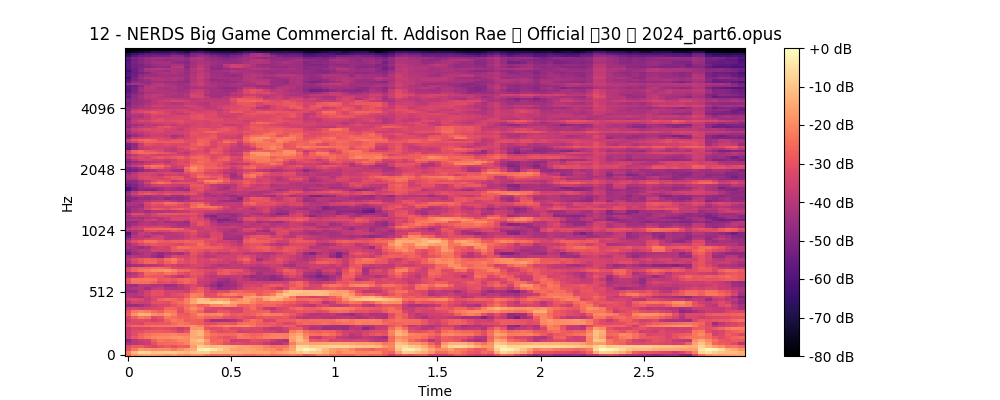 12 - NERDS Big Game Commercial ft. Addison Rae ▯ Official ▯30 ▯ 2024_part6.opus
Hz
4096
2048
1024
512
0
0
0.5
1
1.5
2
2.5
Time
+0 dB
-10 dB
-20 dB
-30 dB
-40 dB
-50 dB
-60 dB
-70 dB
-80 dB